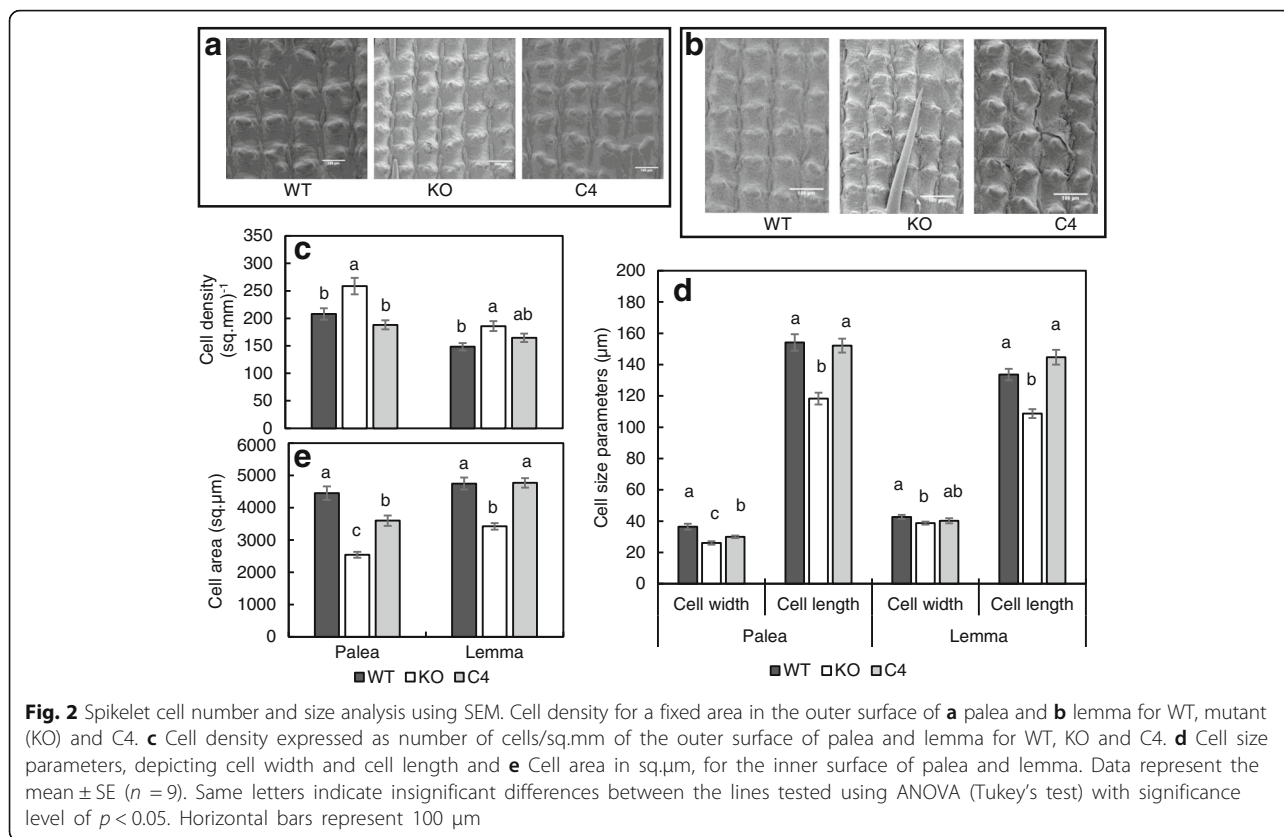 a
b
WT KO C4
WT KO C4
350
300
250
200
150
100
50
0
Cell density
(sq.mm)-1
c
b a b
b a ab
6000
5000
4000
3000
2000
1000
0
Cell area (sq.µm)
e
a c b
a b a
Palea Lemma
WT KO C4
200
180
160
140
120
100
80
60
40
20
0
Cell size parameters (µm)
d
a c b
a b a
a b ab
a b a
Cell width Cell length Cell width Cell length
Palea Lemma
WT KO C4
Fig. 2 Spikelet cell number and size analysis using SEM. Cell density for a fixed area in the outer surface of a palea and b lemma for WT, mutant
(KO) and C4. c Cell density expressed as number of cells/sq.mm of the outer surface of palea and lemma for WT, KO and C4. d Cell size
parameters, depicting cell width and cell length and e Cell area in sq.µm, for the inner surface of palea and lemma. Data represent the
mean ± SE (n = 9). Same letters indicate insignificant differences between the lines tested using ANOVA (Tukey's test) with significance
level of p < 0.05. Horizontal bars represent 100 µm